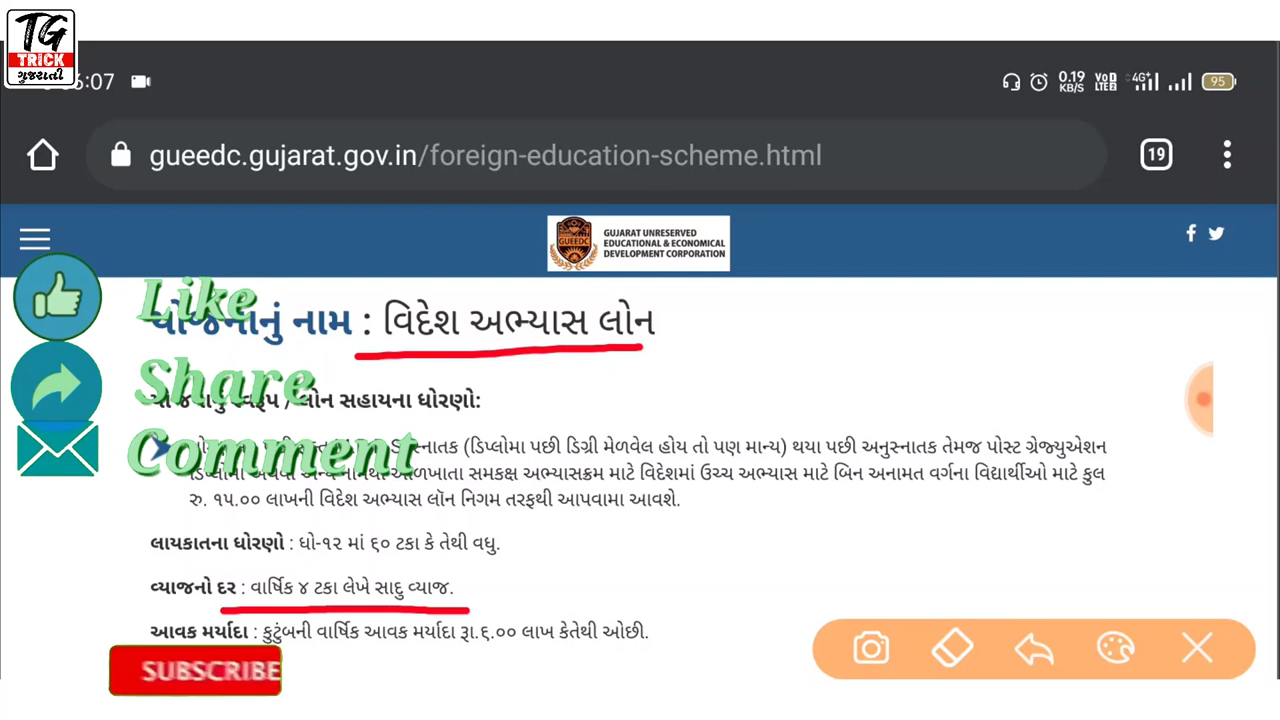 TG
TRICK
ગુજરાતી
6:07
0.19 KB/S
VoD LTE2
4G+
95
gueedc.gujarat.gov.in/foreign-education-scheme.html
19
GUEEDC
GUJARAT UNRESERVED
EDUCATIONAL & ECONOMICAL
DEVELOPMENT CORPORATION
Like
નામ : વિદેશ અભ્યાસ લોન
Share
/ લોન સહાયના ધોરણો:
Comment
(ડિપ્લોમા પછી ડિગ્રી મેળવેલ હોય તો પણ માન્ય) થયા પછી અનુસ્નાતક તેમજ પોસ્ટ ગ્રેજ્યુએશન
સમકક્ષ અભ્યાસક્રમ માટે વિદેશમાં ઉચ્ચ અભ્યાસ માટે બિન અનામત વર્ગના વિદ્યાર્થીઓ માટે કુલ
રુ. ૧૫.૦૦ લાખની વિદેશ અભ્યાસ લૉન નિગમ તરફથી આપવામા આવશે.
લાયકાતના ધોરણો : ધો-૧૨ માં ૬૦ ટકા કે તેથી વધુ.
વ્યાજનો દર : વાર્ષિક ૪ ટકા લેખે સાદુ વ્યાજ.
આવક મર્યાદા : કુટુંબની વાર્ષિક આવક મર્યાદા રૂા.૬.૦૦ લાખ કેતેથી ઓછી.
SUBSCRIBE